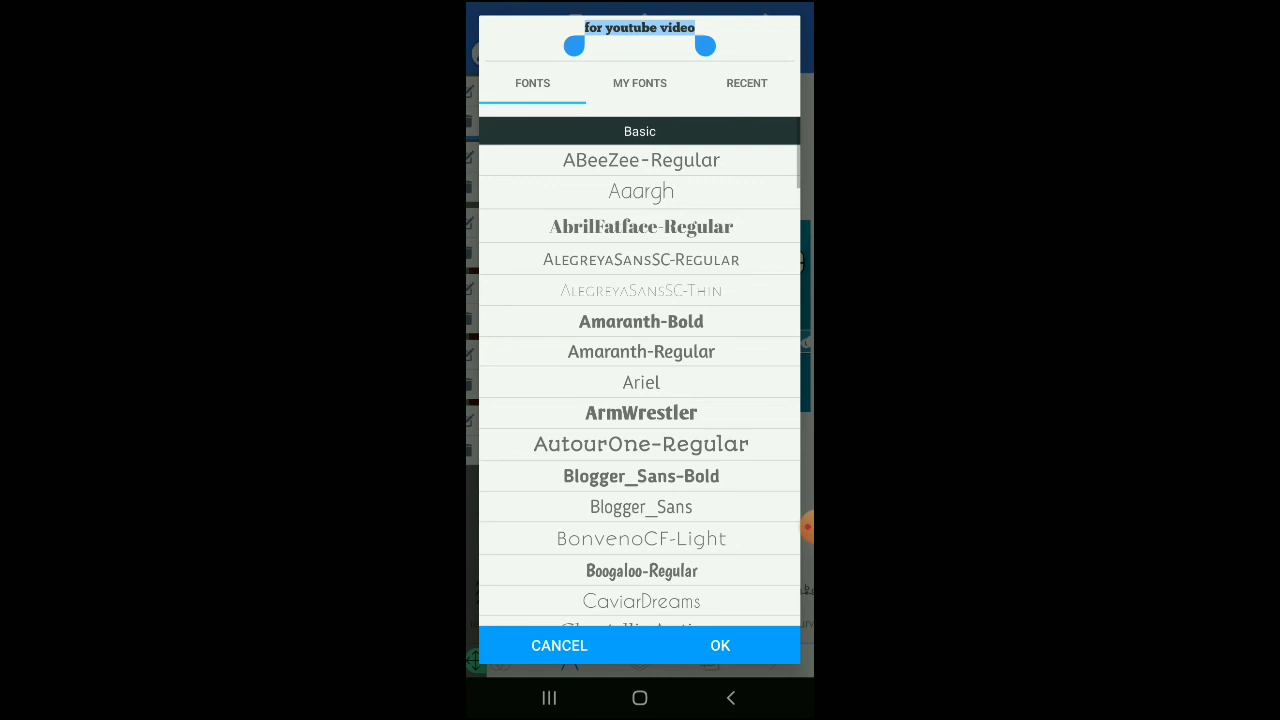 for youtube video
FONTS MY FONTS RECENT
Basic
ABeeZee-Regular
Aaargh
AbrilFatface-Regular
AlegreyaSansSC-Regular
AlegreyaSansSC-Thin
Amaranth-Bold
Amaranth-Regular
Ariel
ArmWrestler
AutourOne-Regular
Blogger_Sans-Bold
Blogger_Sans
BonvenoCF-Light
Boogaloo-Regular
CaviarDreams
CANCEL OK